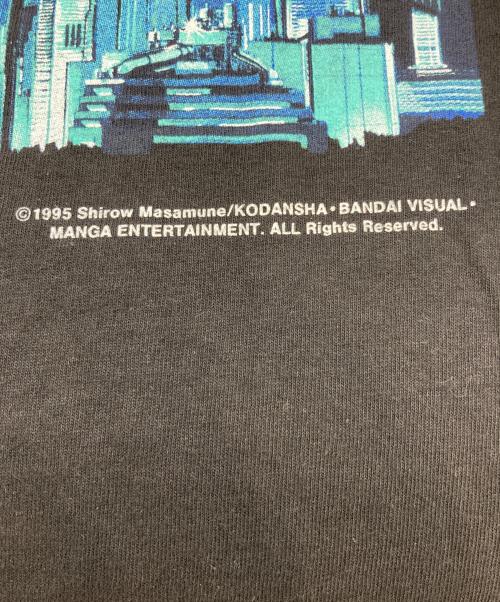 ©1995 Shirow Masamune/KODANSHA・BANDAI VISUAL・
MANGA ENTERTAINMENT. ALL Rights Reserved.